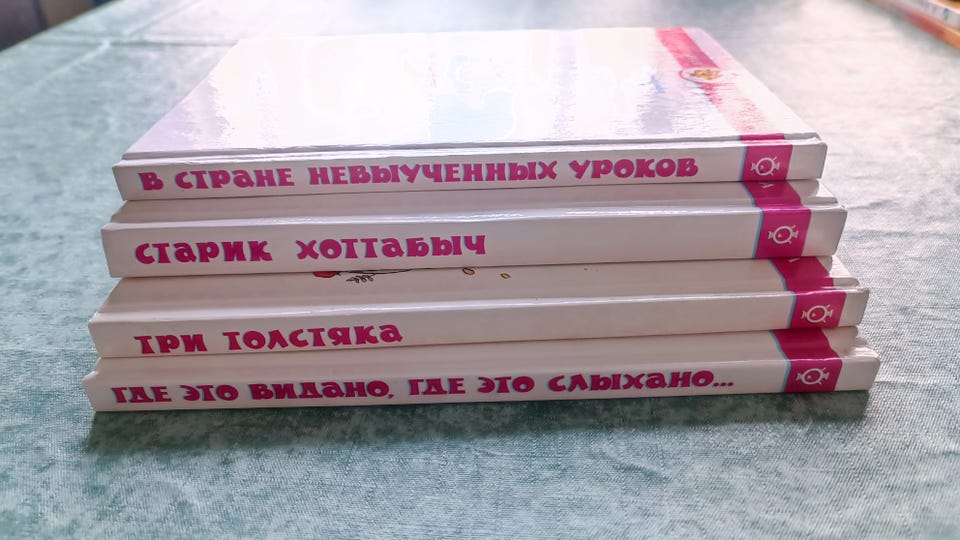 В СТРАНЕ НЕВЫУЧЕННЫХ УРОКОВ
СТАРИК ХОТТАБЫЧ
ТРИ ТОЛСТЯКА
ГДЕ ЭТО ВИДАНО, ГДЕ ЭТО СЛЫХАНО...